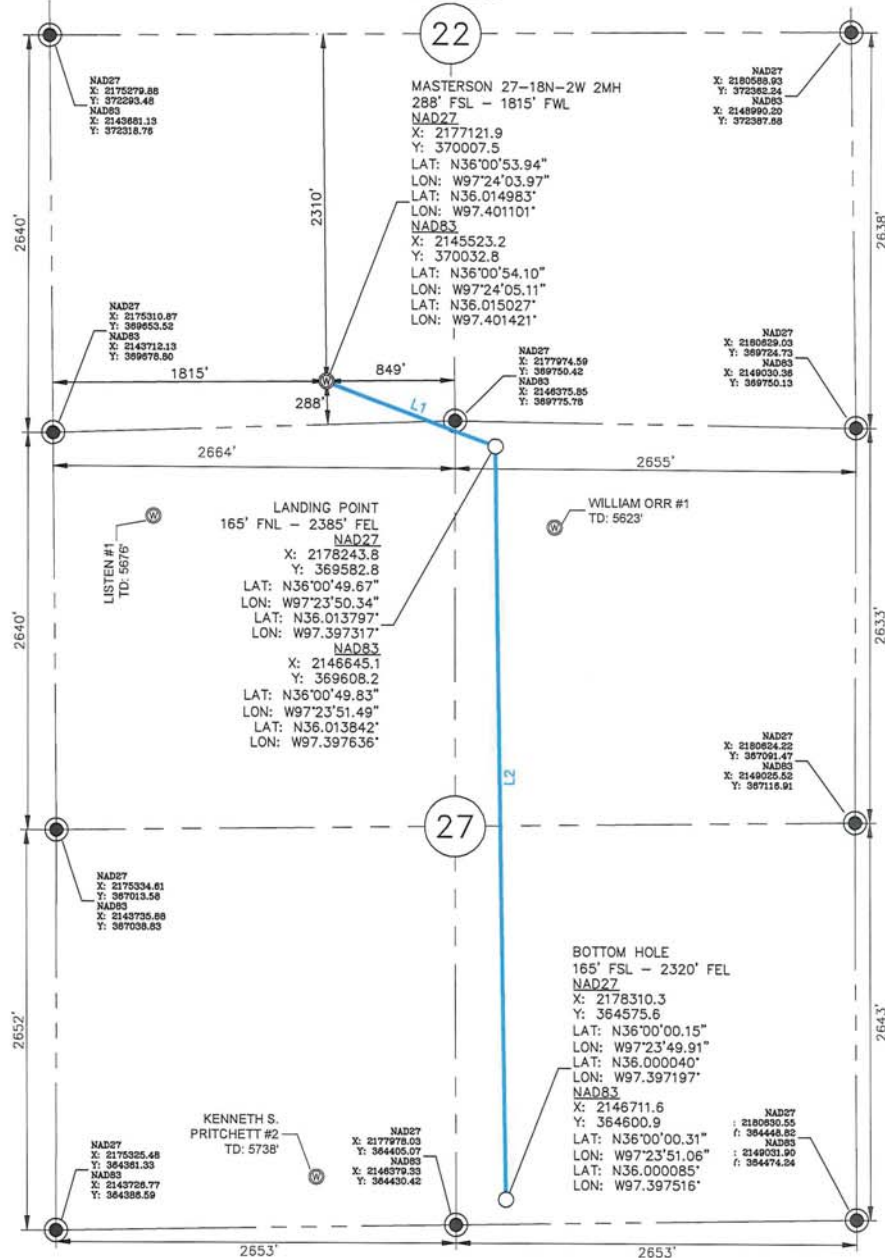 22
NAD27
X: 2175279.88
Y: 372293.48
NAD83
X: 2143681.13
Y: 372318.76
NAD27
X: 2180588.93
Y: 372362.24
NAD83
X: 2148990.20
Y: 372387.88
MASTERSON 27-18N-2W 2MH
288' FSL - 1815' FWL
NAD27
X: 2177121.9
Y: 370007.5
LAT: N36°00'53.94"
LON: W97°24'03.97"
LAT: N36.014983°
LON: W97.401101°
NAD83
X: 2145523.2
Y: 370032.8
LAT: N36°00'54.10"
LON: W97°24'05.11"
LAT: N36.015027°
LON: W97.401421°
2640'
2310'
2638'
NAD27
X: 2175310.87
Y: 369653.52
NAD83
X: 2143712.13
Y: 369678.80
NAD27
X: 2177974.59
Y: 369750.42
NAD83
X: 2146375.85
Y: 369775.76
NAD27
X: 2180629.03
Y: 369724.73
NAD83
X: 2149030.36
Y: 369750.13
1815'
W
849'
288'
L1
2664'
2655'
LISTEN #1
TD: 5676'
W
LANDING POINT
165' FNL - 2385' FEL
NAD27
X: 2178243.8
Y: 369582.8
LAT: N36°00'49.67"
LON: W97°23'50.34"
LAT: N36.013797°
LON: W97.397317°
NAD83
X: 2146645.1
Y: 369608.2
LAT: N36°00'49.83"
LON: W97°23'51.49"
LAT: N36.013842°
LON: W97.397636°
W
WILLIAM ORR #1
TD: 5623'
2640'
2633'
L2
NAD27
X: 2180624.22
Y: 367091.47
NAD83
X: 2149025.52
Y: 367116.91
27
NAD27
X: 2175334.61
Y: 367013.58
NAD83
X: 2143735.88
Y: 367038.83
2652'
2643'
BOTTOM HOLE
165' FSL - 2320' FEL
NAD27
X: 2178310.3
Y: 364575.6
LAT: N36°00'00.15"
LON: W97°23'49.91"
LAT: N36.000040°
LON: W97.397197°
NAD83
X: 2146711.6
Y: 364600.9
LAT: N36°00'00.31"
LON: W97°23'51.06"
LAT: N36.000085°
LON: W97.397516°
KENNETH S.
PRITCHETT #2
TD: 5738'
W
NAD27
X: 2175325.48
Y: 364361.33
NAD83
X: 2143726.77
Y: 364386.59
NAD27
X: 2177978.03
Y: 364405.07
NAD83
X: 2146379.33
Y: 364430.42
NAD27
: 2180630.55
: 364448.82
NAD83
: 2149031.90
: 364474.24
2653'
2653'